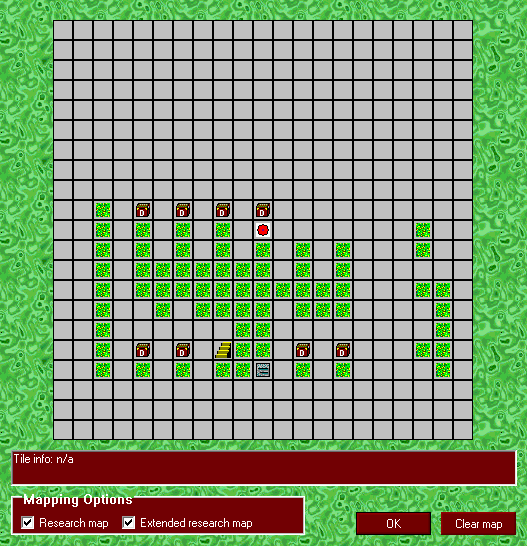 D D D D
D D D D
Tile info: n/a
Mapping Options
Research map Extended research map
OK Clear map